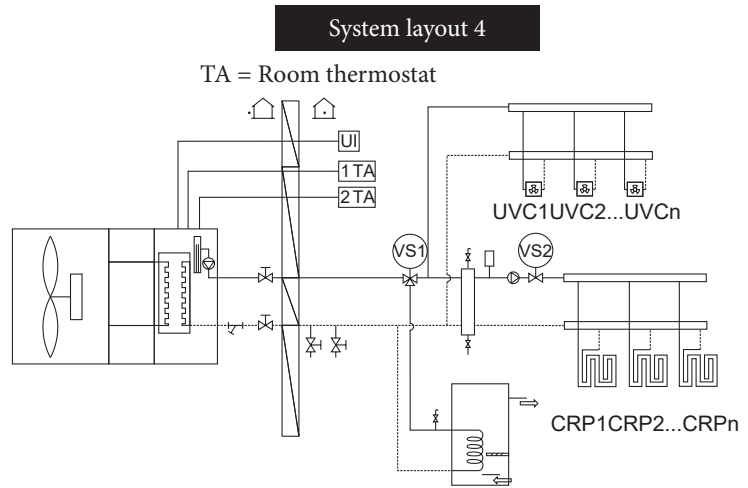 System layout 4
TA = Room thermostat
UI
1 TA
2 TA
UVC1UVC2...UVCn
VS1
VS2
CRP1CRP2...CRPn